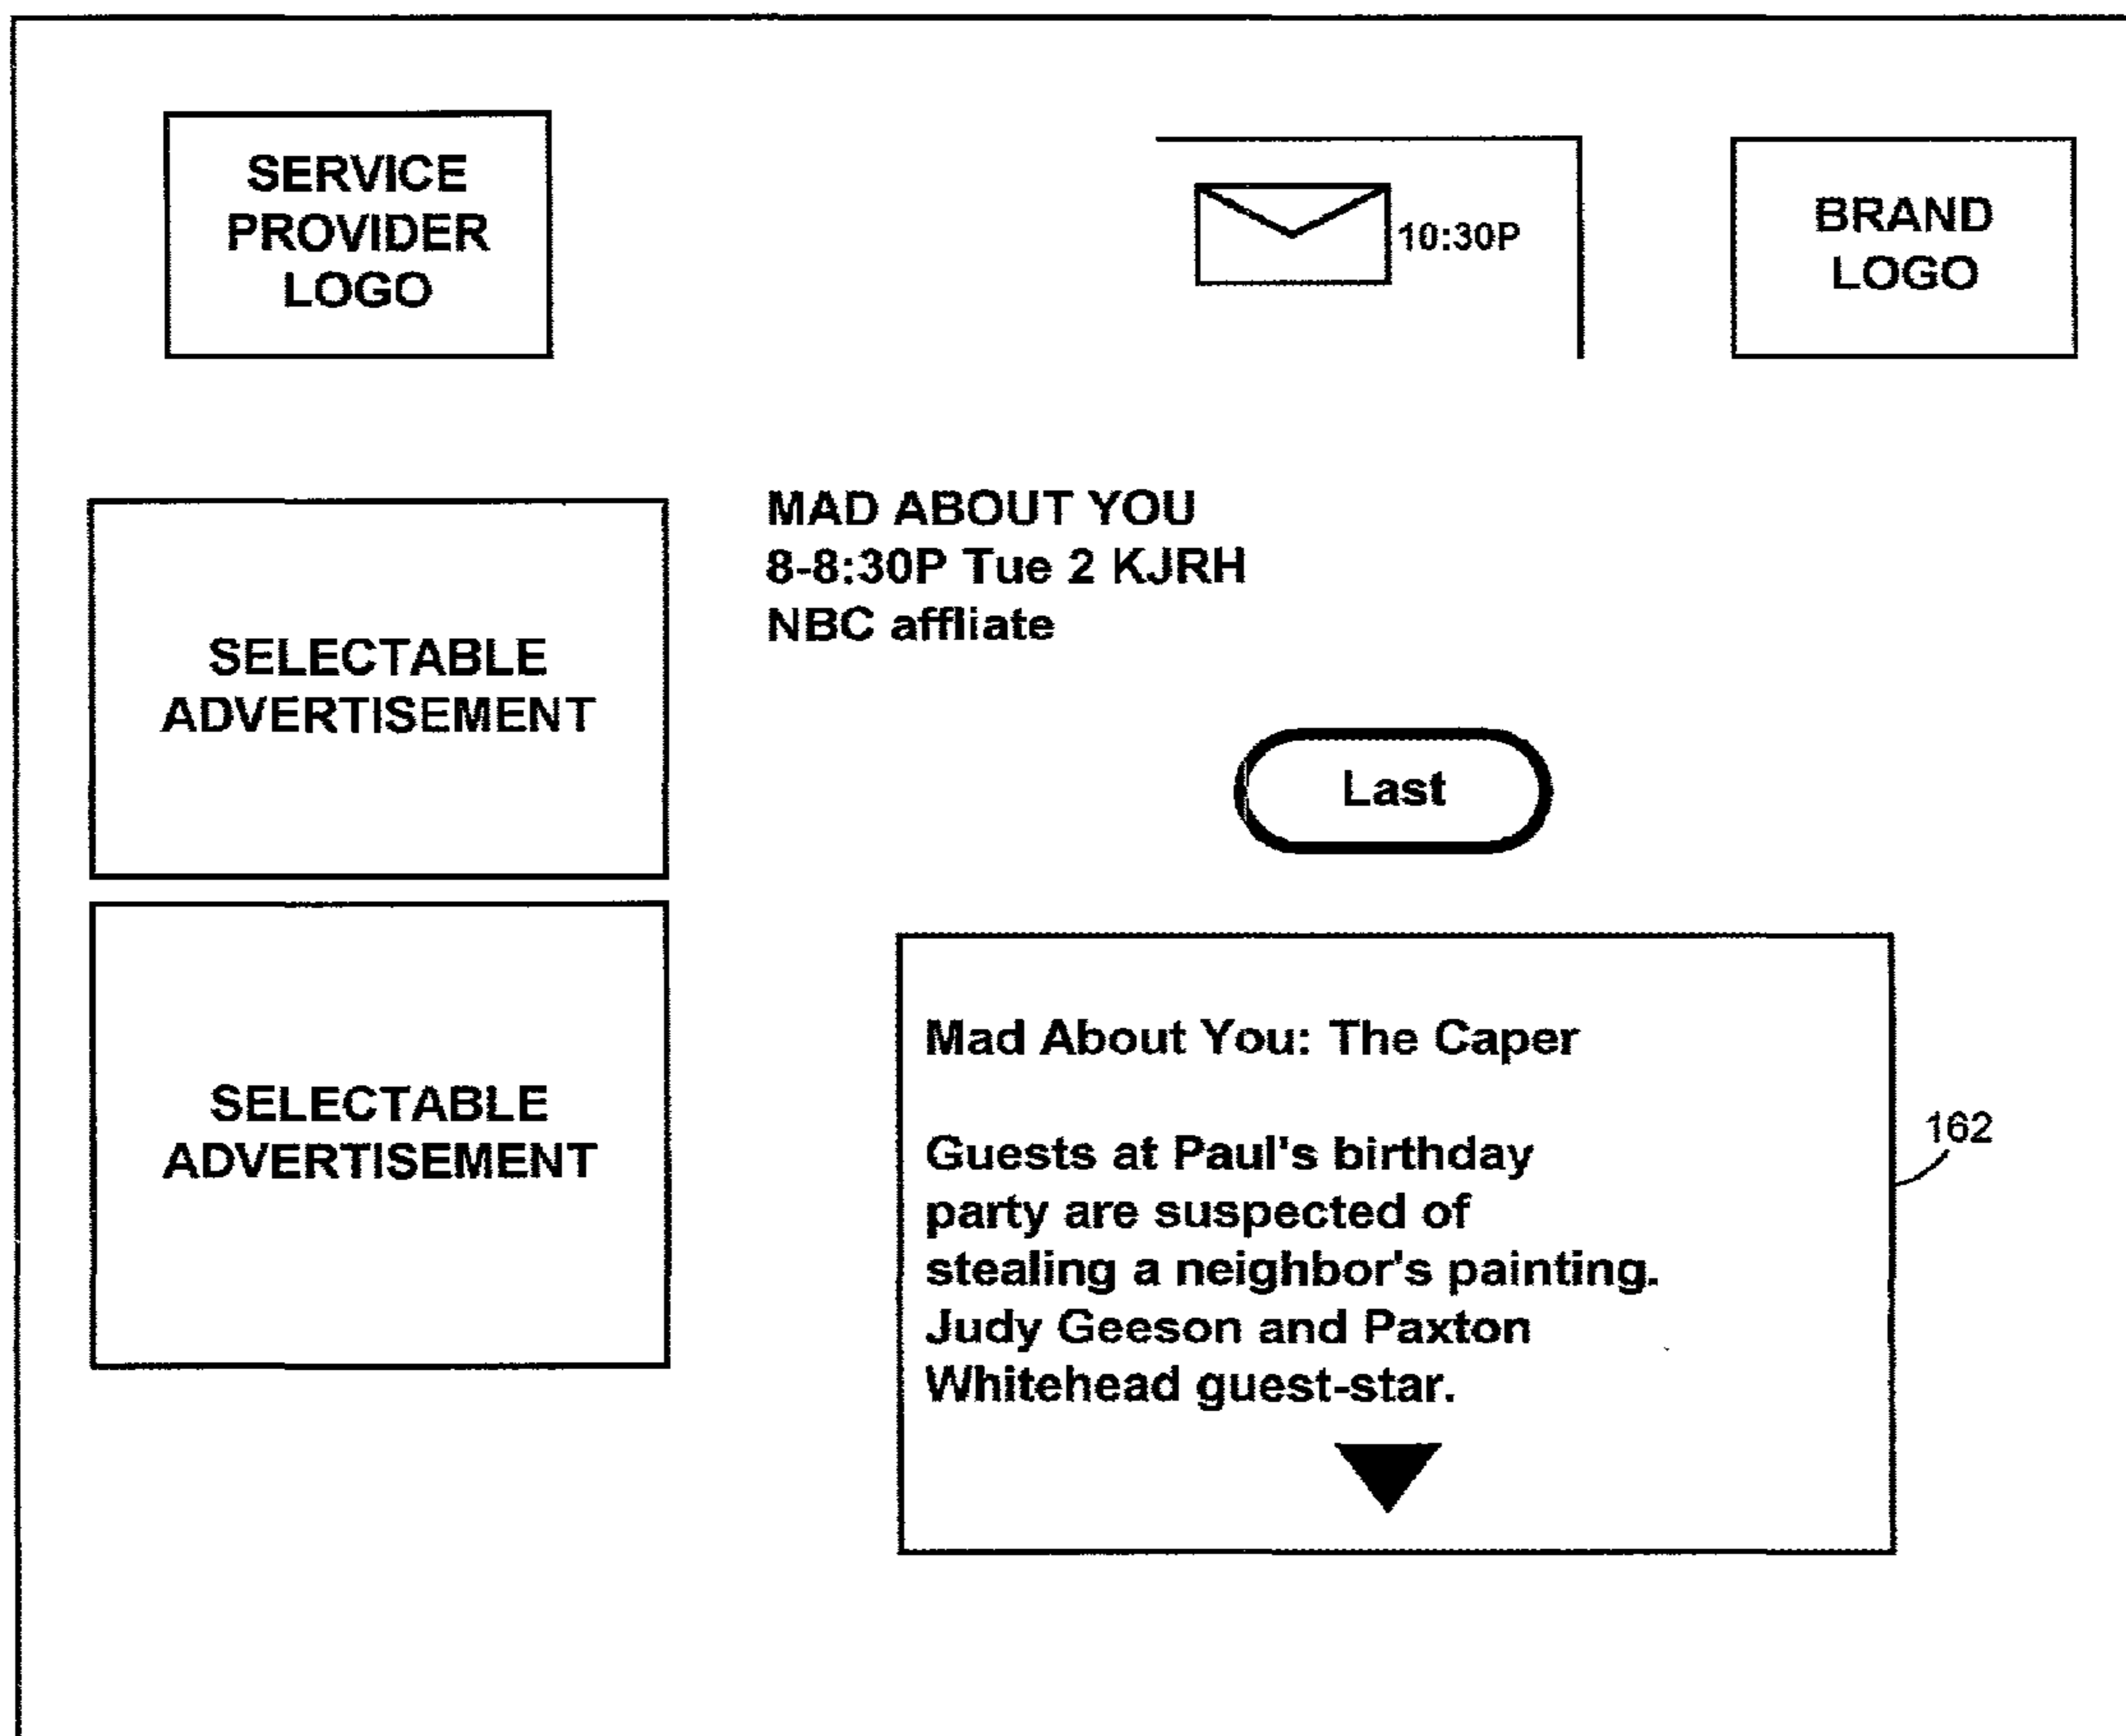 SERVICE
PROVIDER
LOGO
10:30P
BRAND
LOGO
MAD ABOUT YOU
8-8:30P Tue 2 KJRH
NBC affliate
SELECTABLE
ADVERTISEMENT
Last
SELECTABLE
ADVERTISEMENT
Mad About You: The Caper
Guests at Paul's birthday
party are suspected of
stealing a neighbor's painting.
Judy Geeson and Paxton
Whitehead guest-star.
162